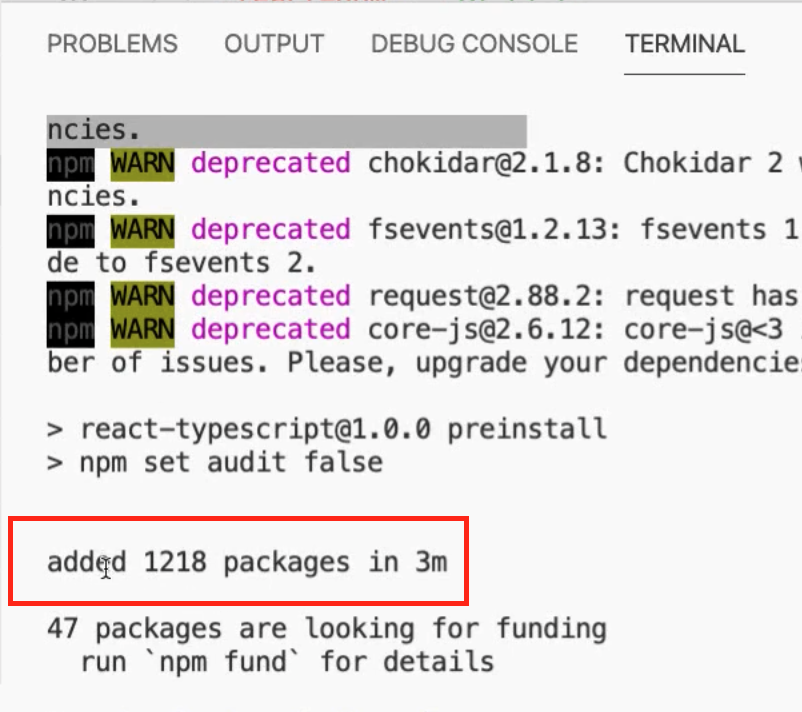 PROBLEMS OUTPUT DEBUG CONSOLE TERMINAL
ncies.
npm WARN deprecated chokidar@2.1.8: Chokidar 2
ncies.
npm WARN deprecated fsevents@1.2.13: fsevents 1
de to fsevents 2.
npm WARN deprecated request@2.88.2: request has
npm WARN deprecated core-js@2.6.12: core-js@<3
ber of issues. Please, upgrade your dependencie
> react-typescript@1.0.0 preinstall
> npm set audit false
added 1218 packages in 3m
47 packages are looking for funding
run `npm fund` for details